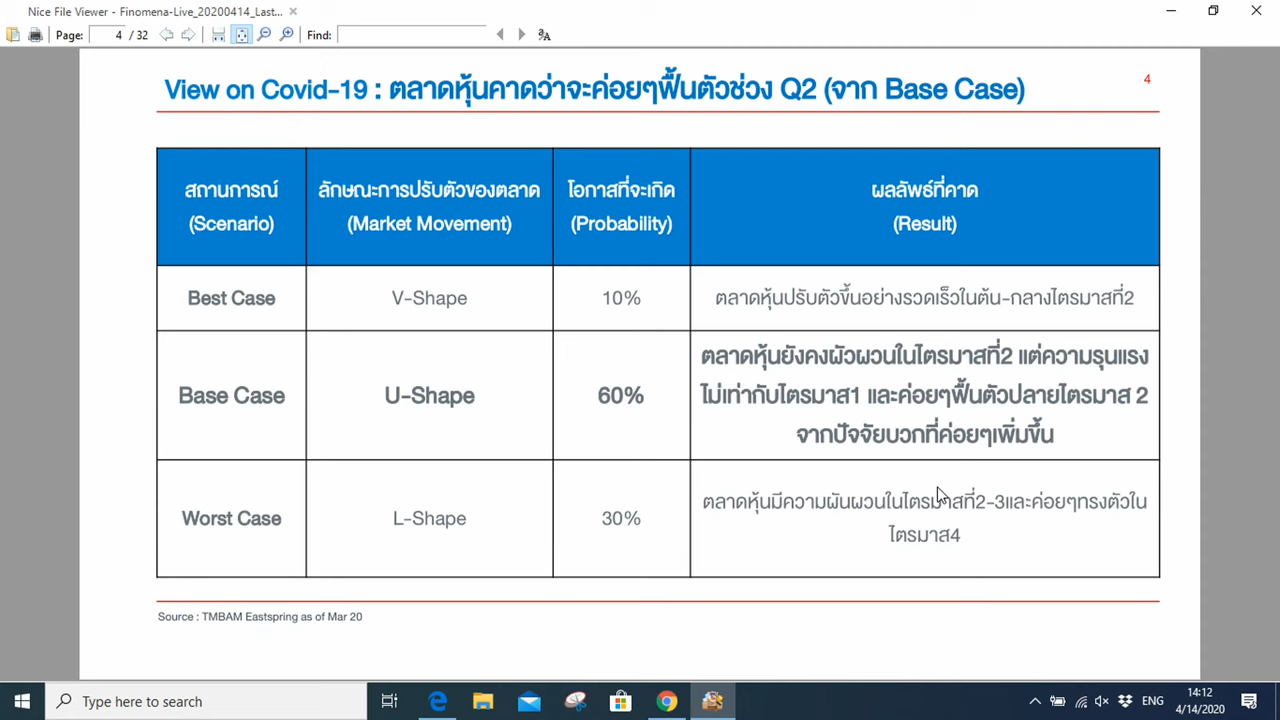 Nice File Viewer - Finomena-Live_20200414_Last...
Page: 4 / 32 Find:
View on Covid-19 : ตลาดหุ้นคาดว่าจะค่อยๆฟื้นตัวช่วง Q2 (จาก Base Case)
4
สถานการณ์
(Scenario)
ลักษณะการปรับตัวของตลาด
(Market Movement)
โอกาสที่จะเกิด
(Probability)
ผลลัพธ์ที่คาด
(Result)
Best Case
V-Shape
10%
ตลาดหุ้นปรับตัวขึ้นอย่างรวดเร็วในต้น-กลางไตรมาสที่2
Base Case
U-Shape
60%
ตลาดหุ้นยังคงผัวผวนในไตรมาสที่2 แต่ความรุนแรง
ไม่เท่ากับไตรมาส1 และค่อยๆฟื้นตัวปลายไตรมาส 2
จากปัจจัยบวกที่ค่อยๆเพิ่มขึ้น
Worst Case
L-Shape
30%
ตลาดหุ้นมีความผันผวนในไตรมาสที่2-3และค่อยๆทรงตัวใน
ไตรมาส4
Source : TMBAM Eastspring as of Mar 20
Type here to search
ENG
14:12
4/14/2020